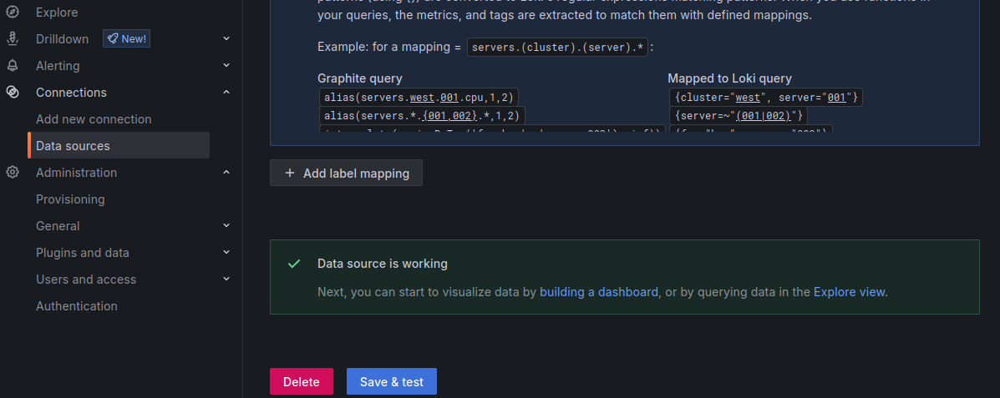 Explore
Drilldown New!
Alerting
Connections
Add new connection
Data sources
Administration
Provisioning
General
Plugins and data
Users and access
Authentication
your queries, the metrics, and tags are extracted to match them with defined mappings.
Example: for a mapping = servers.(cluster).(server).* :
Graphite query
alias(servers.west.001.cpu,1,2)
alias(servers.*.{001,002}.*,1,2)
Mapped to Loki query
{cluster="west", server="001"}
{server=~"(001|002)"}
+ Add label mapping
Data source is working
Next, you can start to visualize data by building a dashboard, or by querying data in the Explore view.
Delete
Save & test